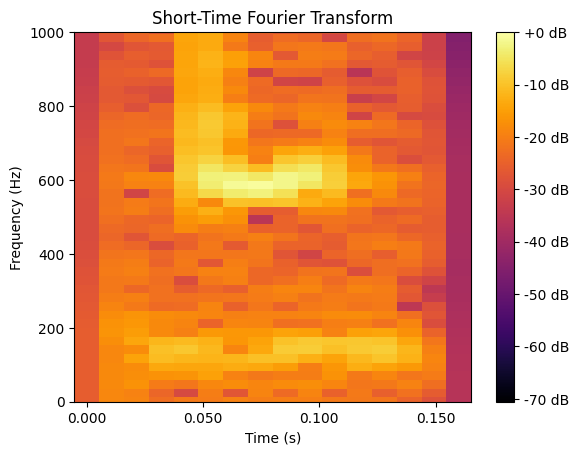 Short-Time Fourier Transform
Frequency (Hz)
1000
800
600
400
200
0
0.000
0.050
0.100
0.150
Time (s)
+0 dB
-10 dB
-20 dB
-30 dB
-40 dB
-50 dB
-60 dB
-70 dB